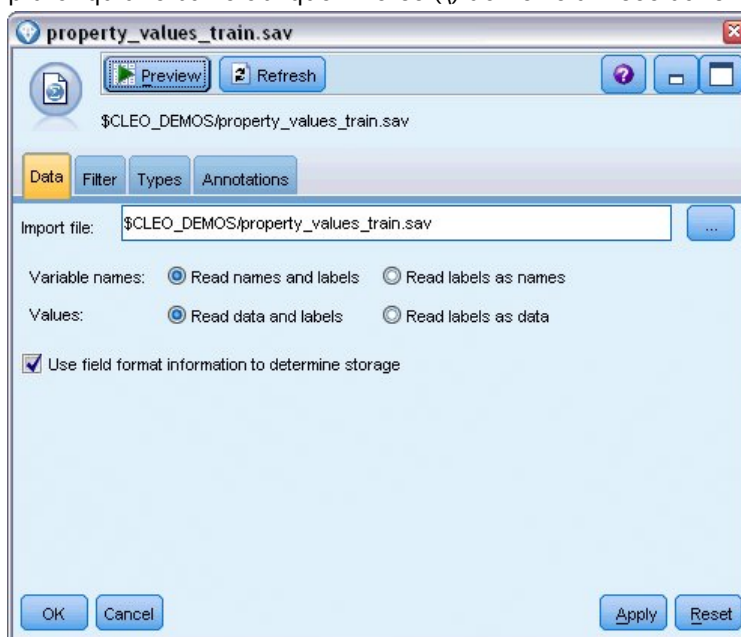 property_values_train.sav
Preview Refresh
$CLEO_DEMOS/property_values_train.sav
Data Filter Types Annotations
Import file: $CLEO_DEMOS/property_values_train.sav ...
Variable names: Read names and labels Read labels as names
Values: Read data and labels Read labels as data
Use field format information to determine storage
OK Cancel Apply Reset